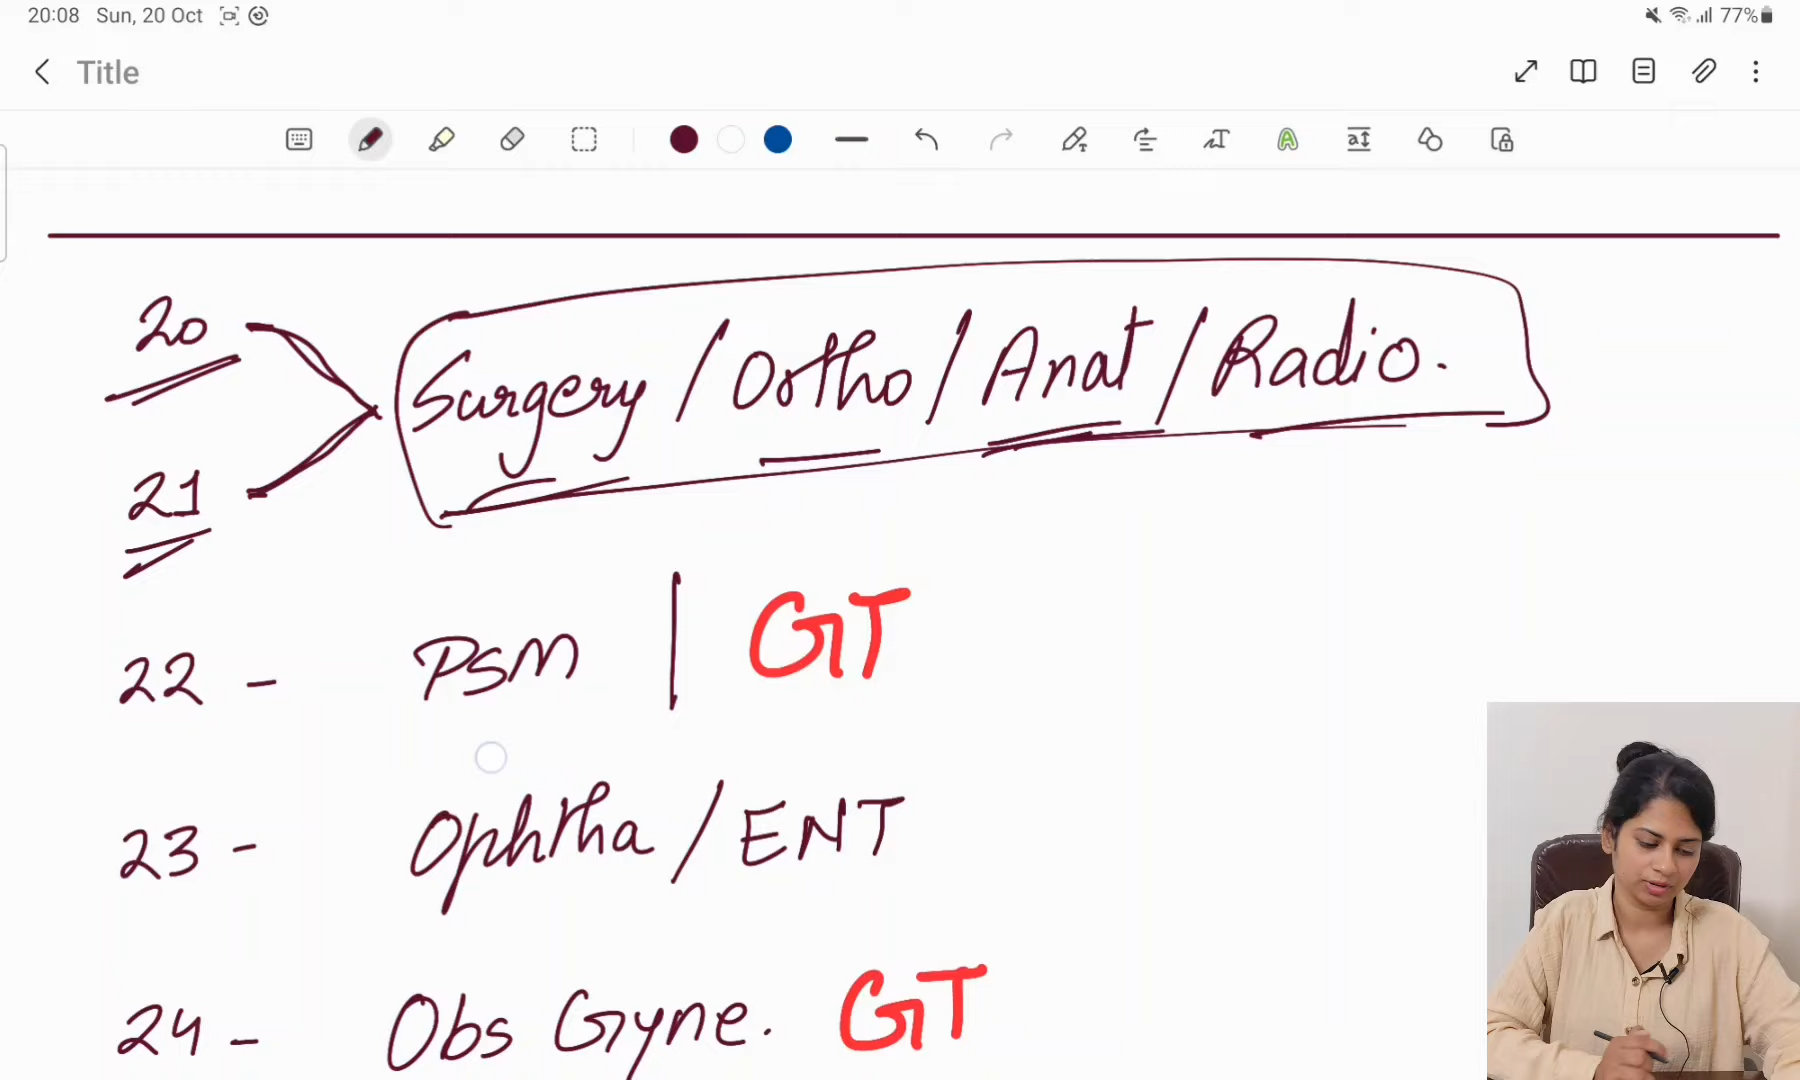 20:08 Sun, 20 Oct 77%
Title
20
Surgery / Ortho / Anat / Radio.
21
22 - PSM | GT
23 - Ophtha / ENT
24 - Obs Gyne. GT